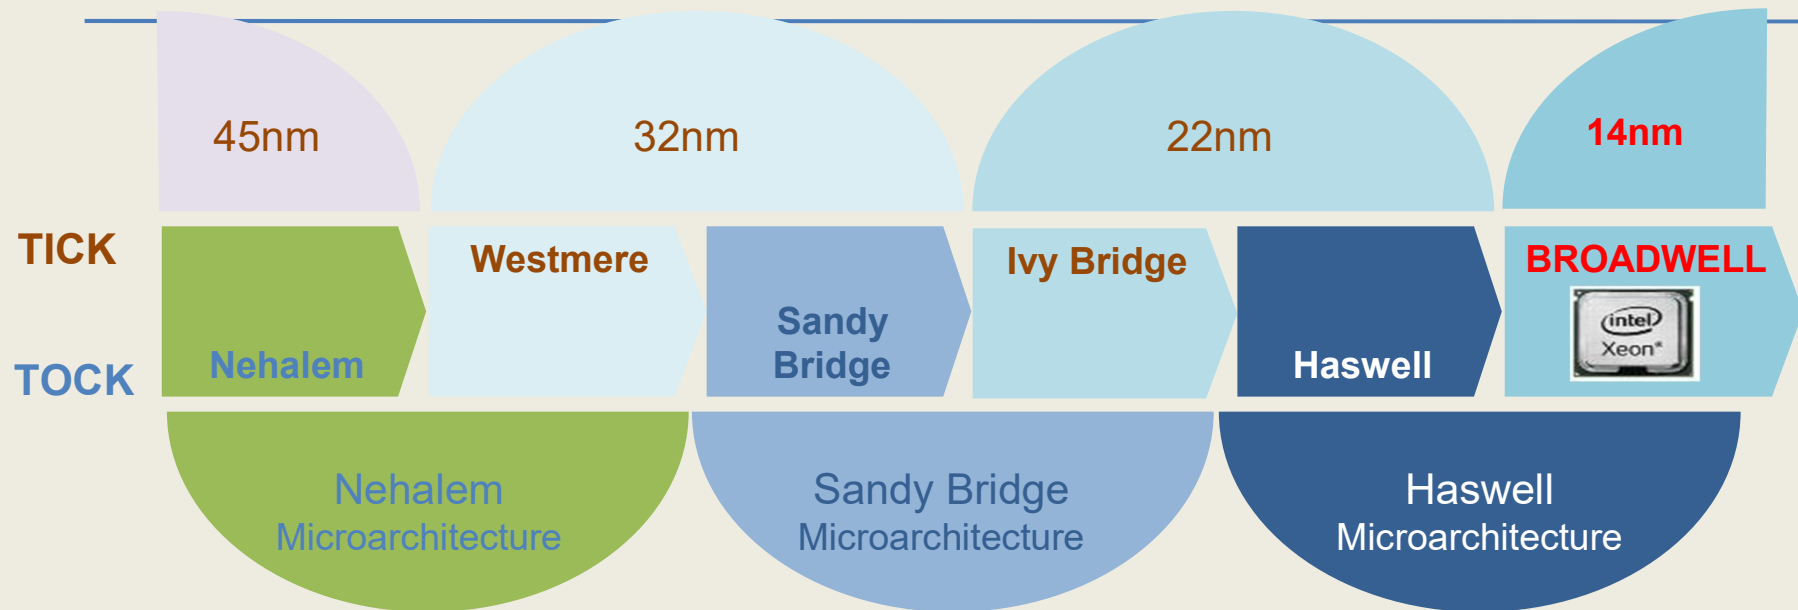 45nm
32nm
22nm
14nm
TICK
Westmere
Ivy Bridge
BROADWELL
Sandy
Bridge
intel
Xeon®
TOCK
Nehalem
Haswell
Nehalem
Microarchitecture
Sandy Bridge
Microarchitecture
Haswell
Microarchitecture